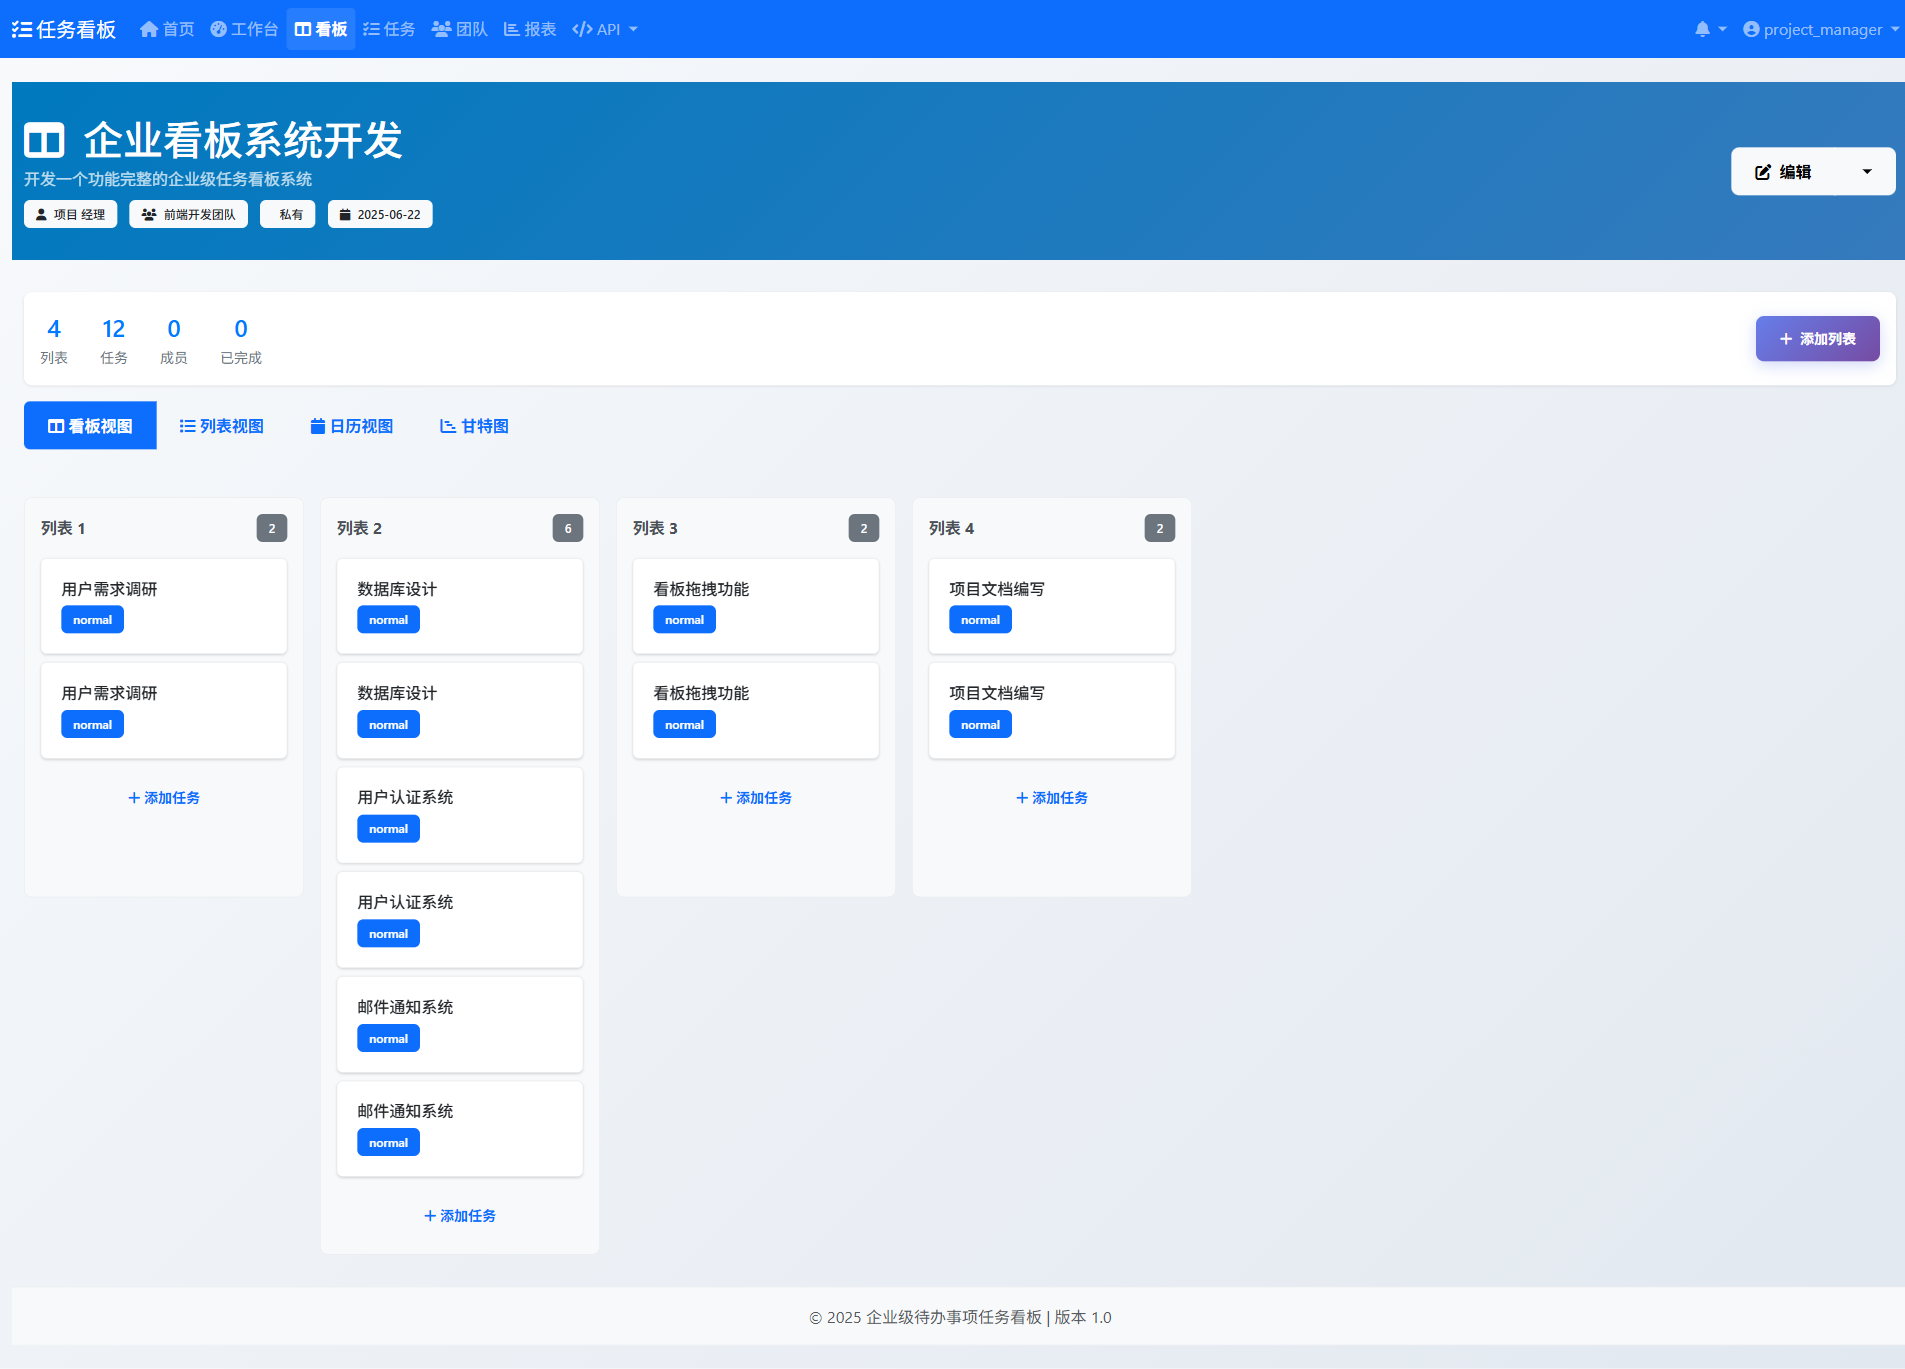 任务看板 首页 工作台 看板 任务 团队 报表 API project_manager
企业看板系统开发
开发一个功能完整的企业级任务看板系统
编辑
项目 经理 前端开发团队 私有 2025-06-22
4 12 0 0
列表 任务 成员 已完成
添加列表
看板视图 列表视图 日历视图 甘特图
列表 1 2
用户需求调研
normal
用户需求调研
normal
添加任务
列表 2 6
数据库设计
normal
数据库设计
normal
用户认证系统
normal
用户认证系统
normal
邮件通知系统
normal
邮件通知系统
normal
添加任务
列表 3 2
看板拖拽功能
normal
看板拖拽功能
normal
添加任务
列表 4 2
项目文档编写
normal
项目文档编写
normal
添加任务
© 2025 企业级待办事项任务看板 | 版本 1.0